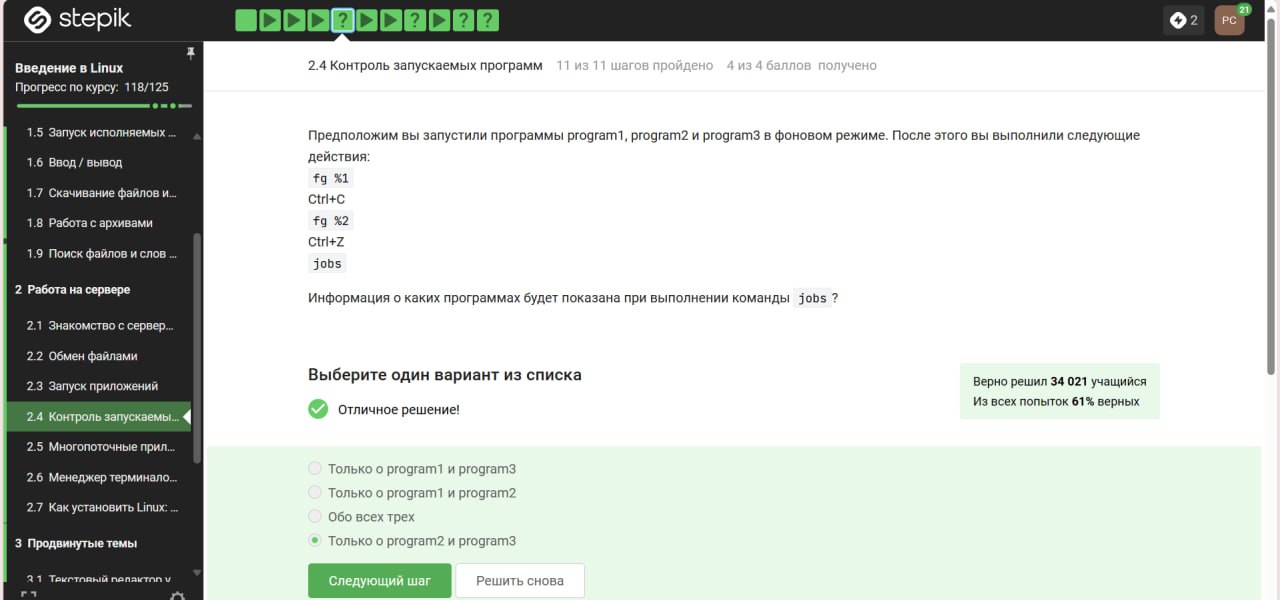 stepik
? ? ? ?
2
PC
21
Введение в Linux
Прогресс по курсу: 118/125
1.5 Запуск исполняемых ...
1.6 Ввод / вывод
1.7 Скачивание файлов и...
1.8 Работа с архивами
1.9 Поиск файлов и слов ...
2 Работа на сервере
2.1 Знакомство с сервер...
2.2 Обмен файлами
2.3 Запуск приложений
2.4 Контроль запускаемы...
2.5 Многопоточные прил...
2.6 Менеджер терминало...
2.7 Как установить Linux: ...
3 Продвинутые темы
3.1 Текстовый редактор v
2.4 Контроль запускаемых программ 11 из 11 шагов пройдено 4 из 4 баллов получено
Предположим вы запустили программы program1, program2 и program3 в фоновом режиме. После этого вы выполнили следующие
действия:
fg %1
Ctrl+C
fg %2
Ctrl+Z
jobs
Информация о каких программах будет показана при выполнении команды jobs ?
Выберите один вариант из списка
Отличное решение!
Верно решил 34 021 учащийся
Из всех попыток 61% верных
Только о program1 и program3
Только о program1 и program2
Обо всех трех
Только о program2 и program3
Следующий шаг
Решить снова